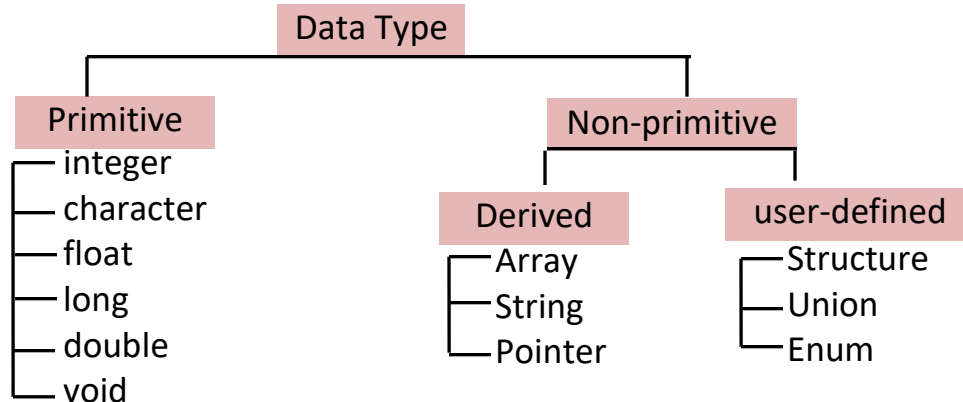 Data Type
Primitive
integer
character
float
long
double
void
Non-primitive
Derived
Array
String
Pointer
user-defined
Structure
Union
Enum